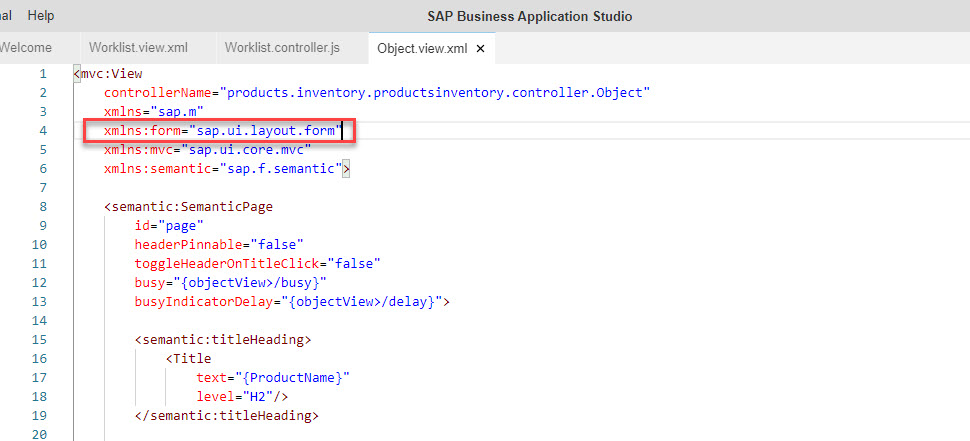 al Help SAP Business Application Studio
Welcome Worklist.view.xml Worklist.controller.js Object.view.xml ×
1 <mvc:View
2 controllerName="products.inventory.productsinventory.controller.Object"
3 xmlns="sap.m"
4 xmlns:form="sap.ui.layout.form"
5 xmlns:mvc="sap.ui.core.mvc"
6 xmlns:semantic="sap.f.semantic">
7
8 <semantic:SemanticPage
9 id="page"
10 headerPinnable="false"
11 toggleHeaderOnTitleClick="false"
12 busy="{objectView>/busy}"
13 busyIndicatorDelay="{objectView>/delay}">
14
15 <semantic:titleHeading>
16 <Title
17 text="{ProductName}"
18 level="H2"/>
19 </semantic:titleHeading>
20